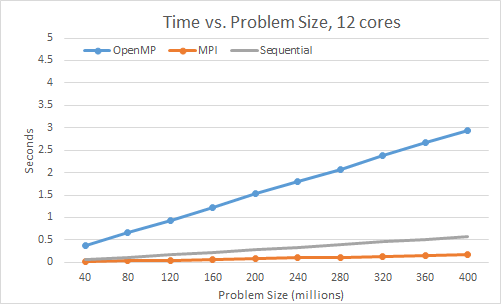 Time vs. Problem Size, 12 cores
OpenMP MPI Sequential
5
4.5
4
3.5
3
2.5
2
1.5
1
0.5
0
Seconds
40 80 120 160 200 240 280 320 360 400
Problem Size (millions)